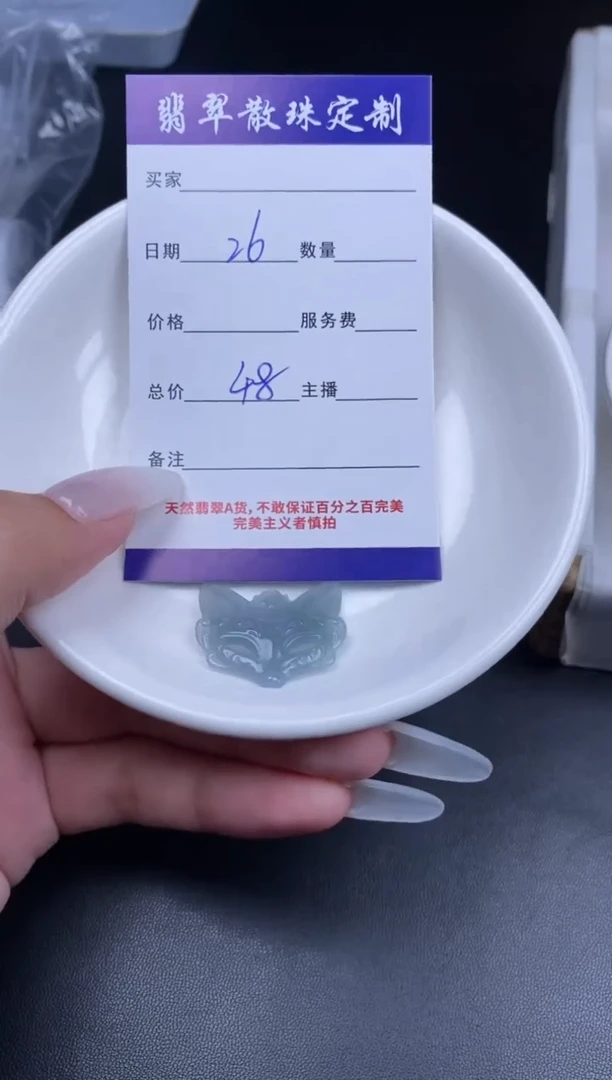 翡翠散珠定制
买家
日期 26 数量
价格 服务费
总价 48 主播
备注
天然翡翠A货,不敢保证百分之百完美
完美主义者慎拍